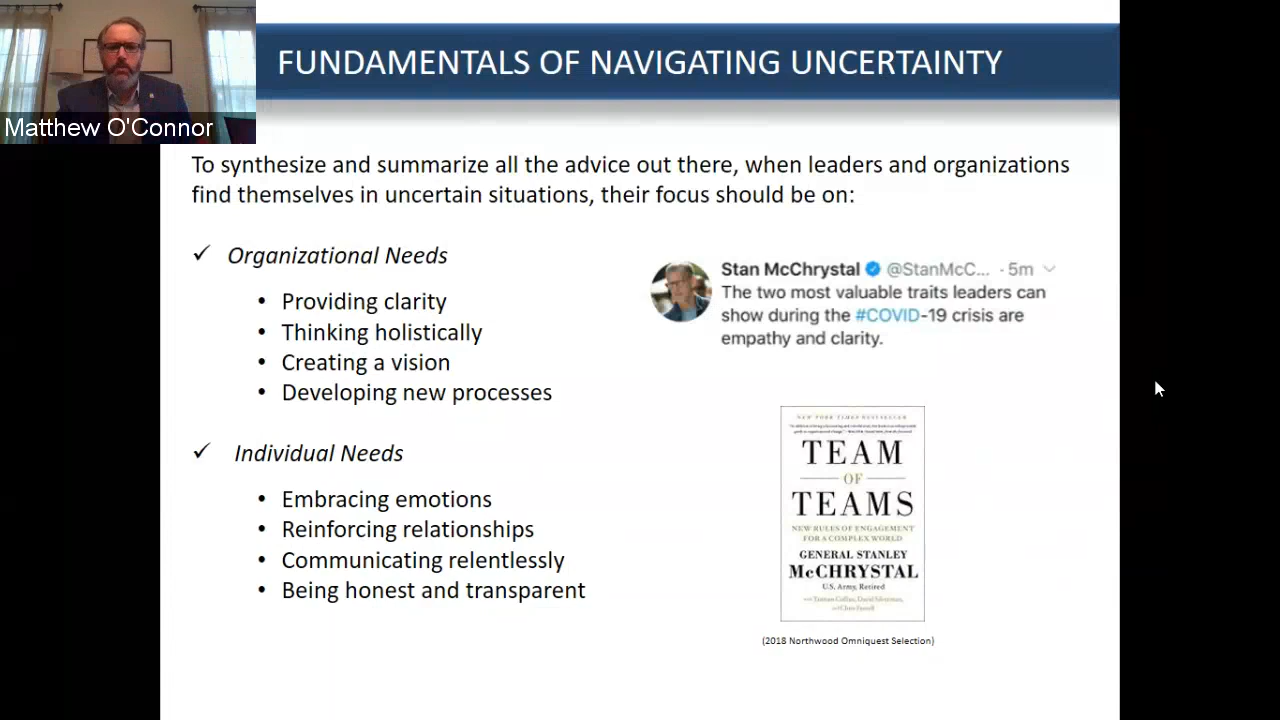 FUNDAMENTALS OF NAVIGATING UNCERTAINTY
Matthew O'Connor
To synthesize and summarize all the advice out there, when leaders and organizations
find themselves in uncertain situations, their focus should be on:
✓ Organizational Needs
• Providing clarity
• Thinking holistically
• Creating a vision
• Developing new processes
✓ Individual Needs
• Embracing emotions
• Reinforcing relationships
• Communicating relentlessly
• Being honest and transparent
Stan McChrystal @StanMcC... · 5m
The two most valuable traits leaders can
show during the #COVID-19 crisis are
empathy and clarity.
NEW YORK TIMES BESTSELLER
TEAM
OF
TEAMS
NEW RULES OF ENGAGEMENT
FOR A COMPLEX WORLD
GENERAL STANLEY
McCHRYSTAL
U.S. Army, Retired
(2018 Northwood Omniquest Selection)